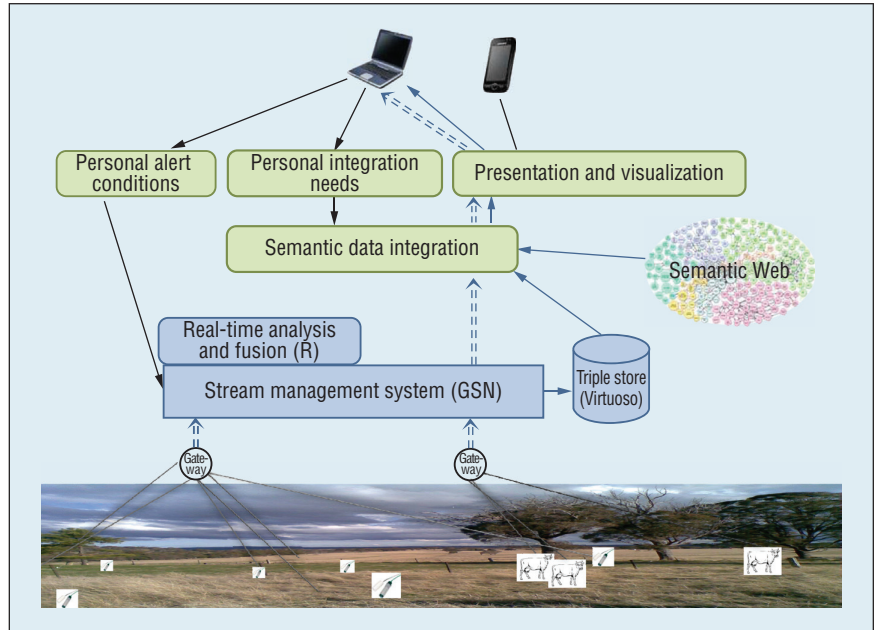 Personal alert
conditions
Personal integration
needs
Presentation and visualization
Semantic data integration
Semantic Web
Real-time analysis
and fusion (R)
Stream management system (GSN)
Triple store
(Virtuoso)
Gate-
way
Gate-
way